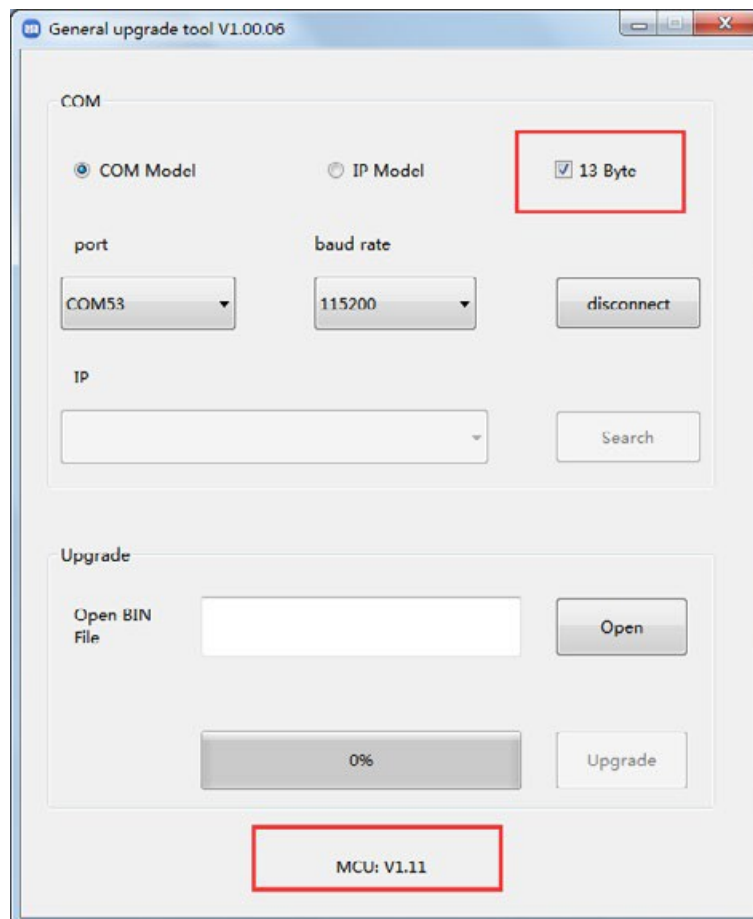 General upgrade tool V1.00.06
COM
COM Model
IP Model
13 Byte
port
baud rate
COM53
115200
disconnect
IP
Search
Upgrade
Open BIN
File
Open
0%
Upgrade
MCU: V1.11